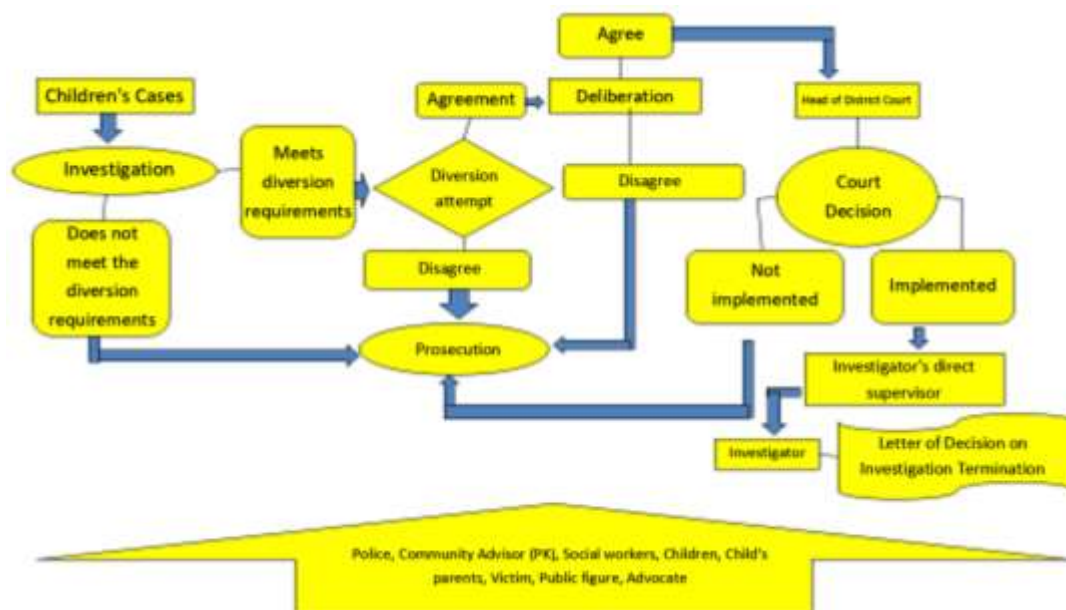 Children's Cases
Investigation
Does not
meet the
diversion
requirements
Meets
diversion
requirements
Agreement
Diversion
attempt
Disagree
Prosecution
Agree
Deliberation
Disagree
Head of District Court
Court
Decision
Not
implemented
Implemented
Investigator's direct
supervisor
Investigator
Letter of Decision on
Investigation Termination
Police, Community Advisor (PK), Social workers, Children, Child's
parents, Victim, Public figure, Advocate